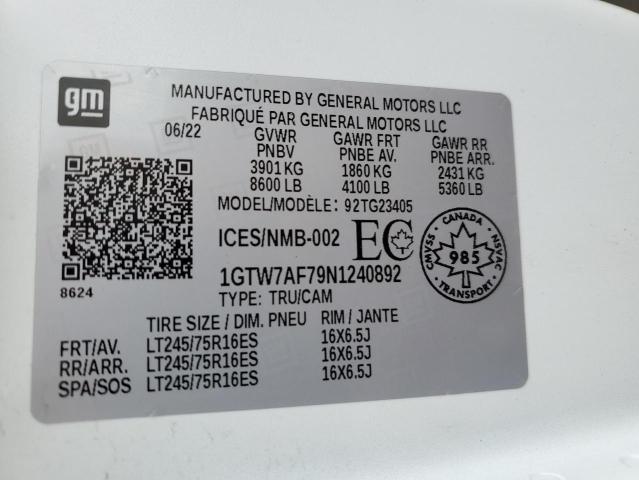 gm
MANUFACTURED BY GENERAL MOTORS LLC
FABRIQUÉ PAR GENERAL MOTORS LLC
06/22 GVWR GAWR FRT GAWR RR
PNBV PNBE AV. PNBE ARR.
3901 KG 1860 KG 2431 KG
8600 LB 4100 LB 5360 LB
MODEL/MODÈLE: 92TG23405
ICES/NMB-002 EC
CANADA
CMVSS 985 NSVAC
TRANSPORT
1GTW7AF79N1240892
8624
TYPE: TRU/CAM
TIRE SIZE / DIM. PNEU RIM / JANTE
FRT/AV. LT245/75R16ES 16X6.5J
RR/ARR. LT245/75R16ES 16X6.5J
SPA/SOS LT245/75R16ES 16X6.5J